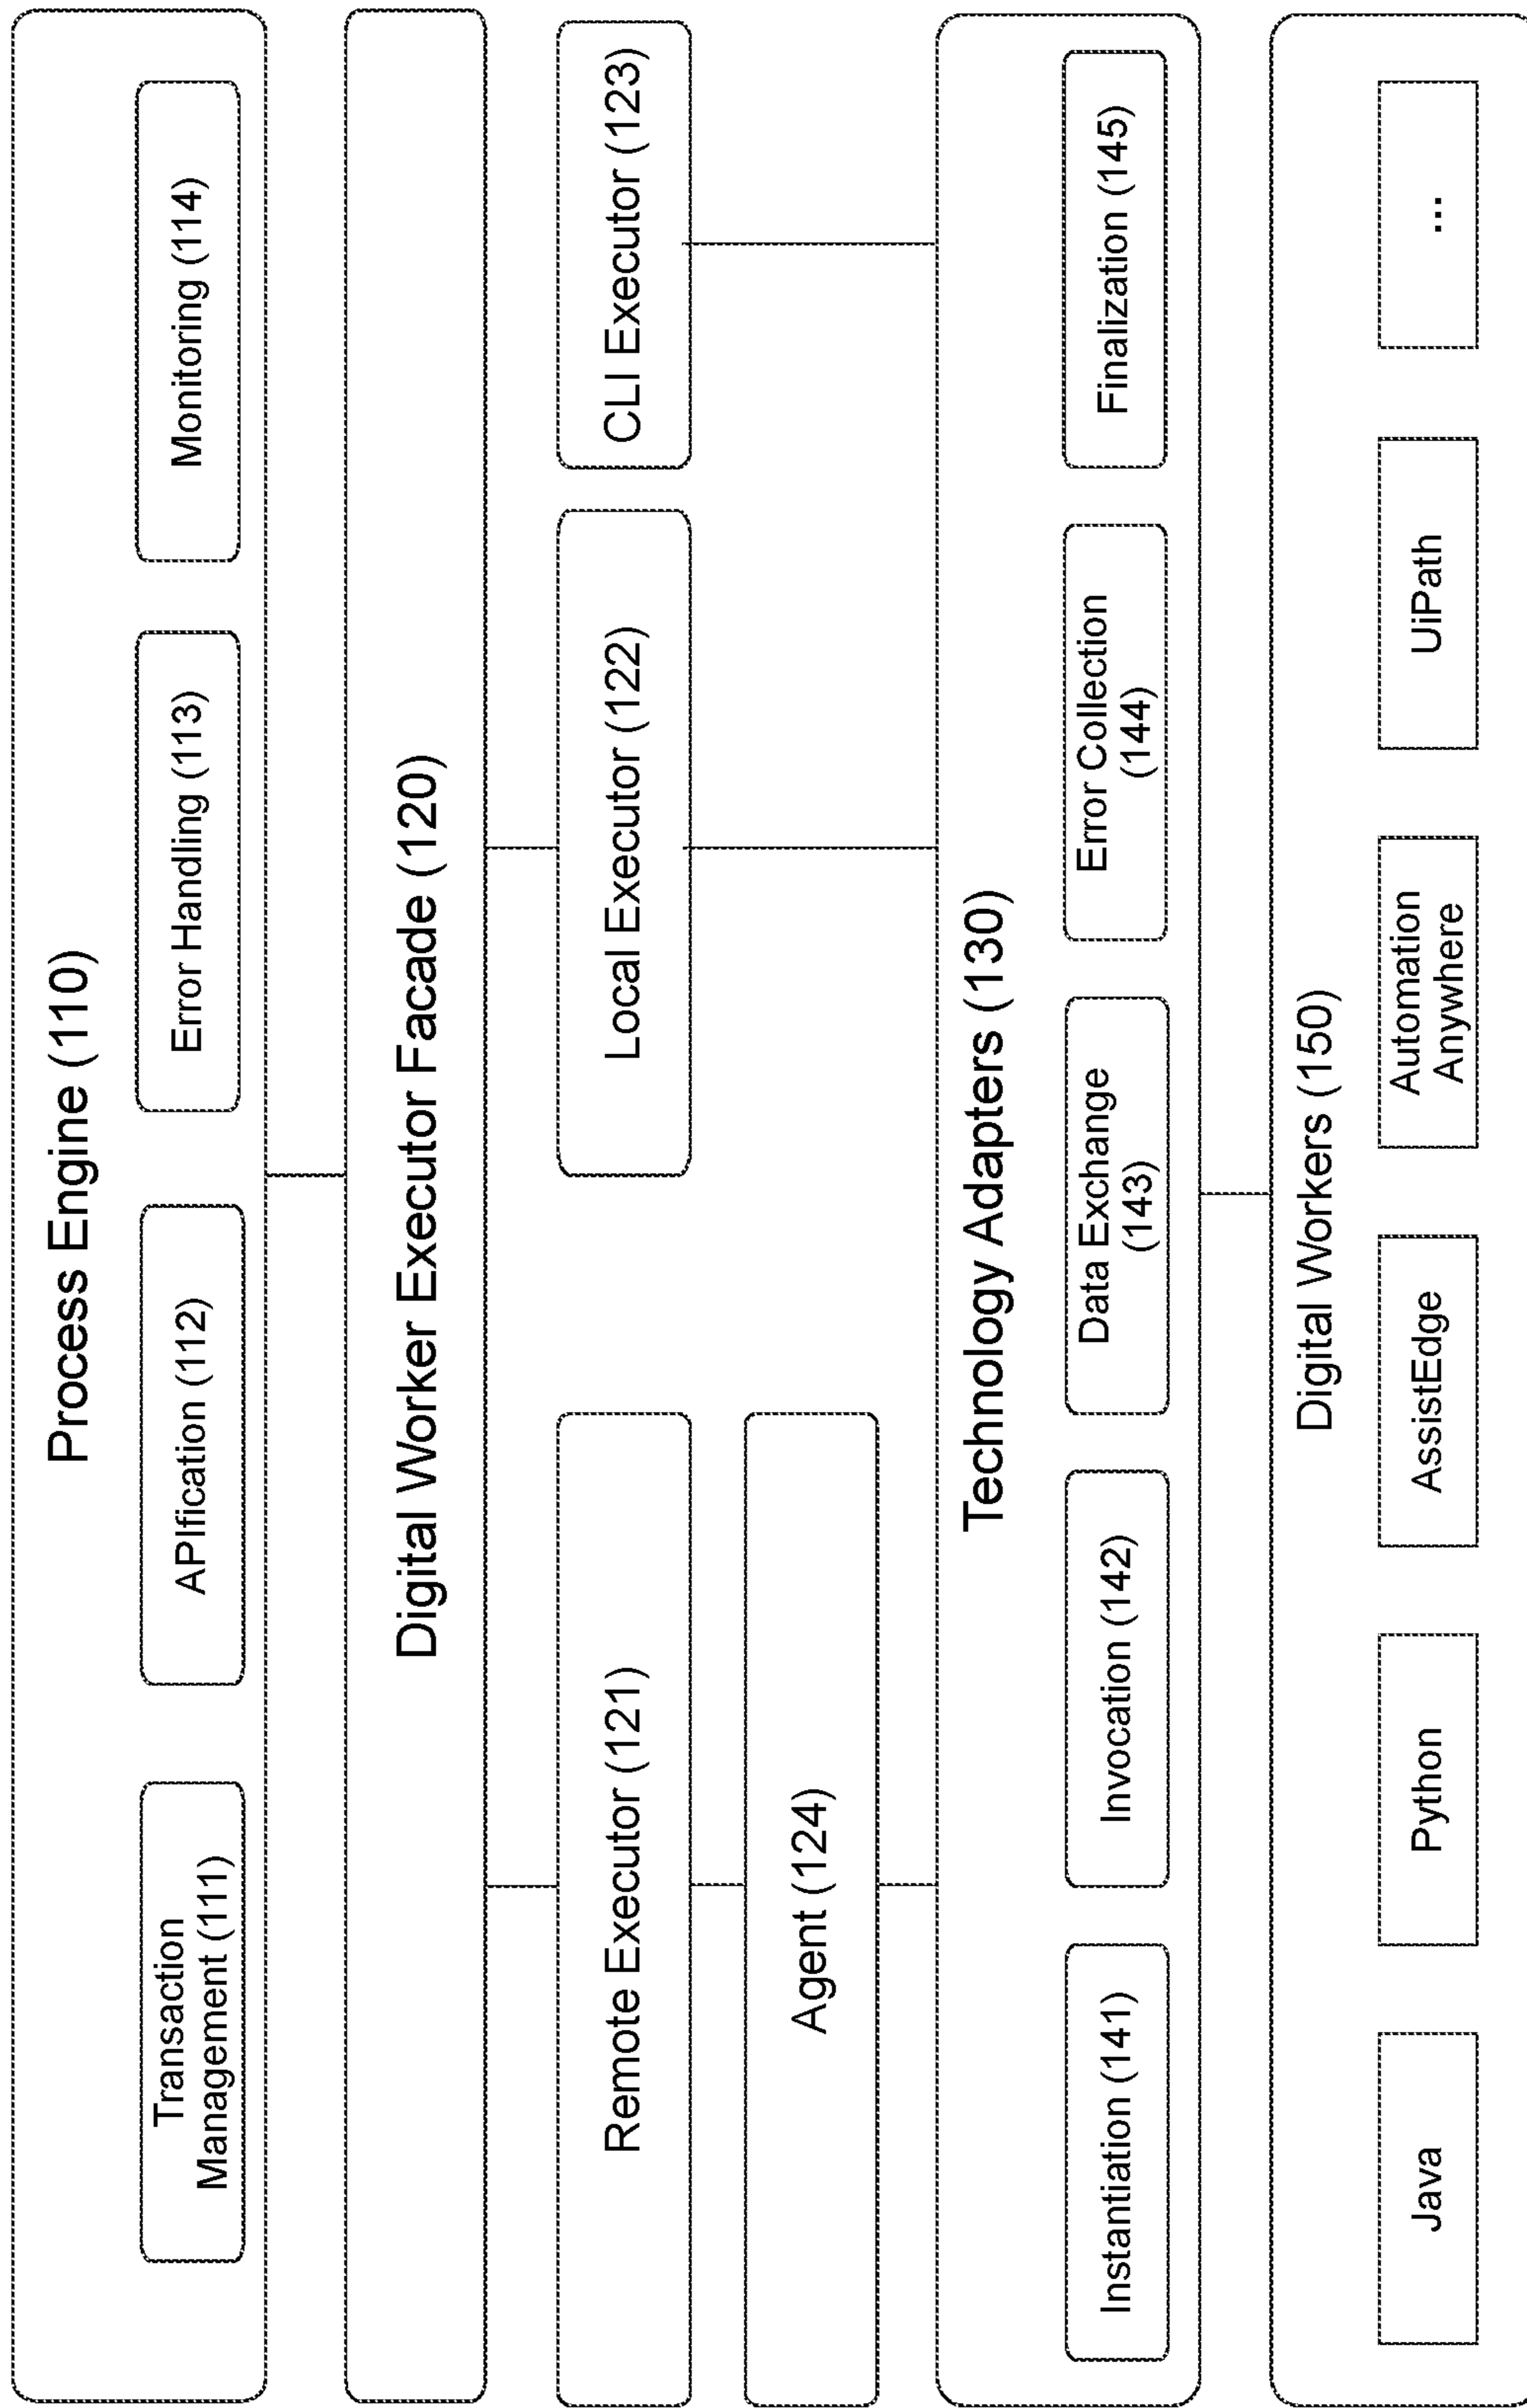 Process Engine (110)
Transaction
Management (111)
APIfication (112)
Error Handling (113)
Monitoring (114)
Digital Worker Executor Facade (120)
Remote Executor (121)
Local Executor (122)
CLI Executor (123)
Agent (124)
Technology Adapters (130)
Instantiation (141)
Invocation (142)
Data Exchange
(143)
Error Collection
(144)
Finalization (145)
Digital Workers (150)
Java
Python
AssistEdge
Automation
Anywhere
UiPath
...